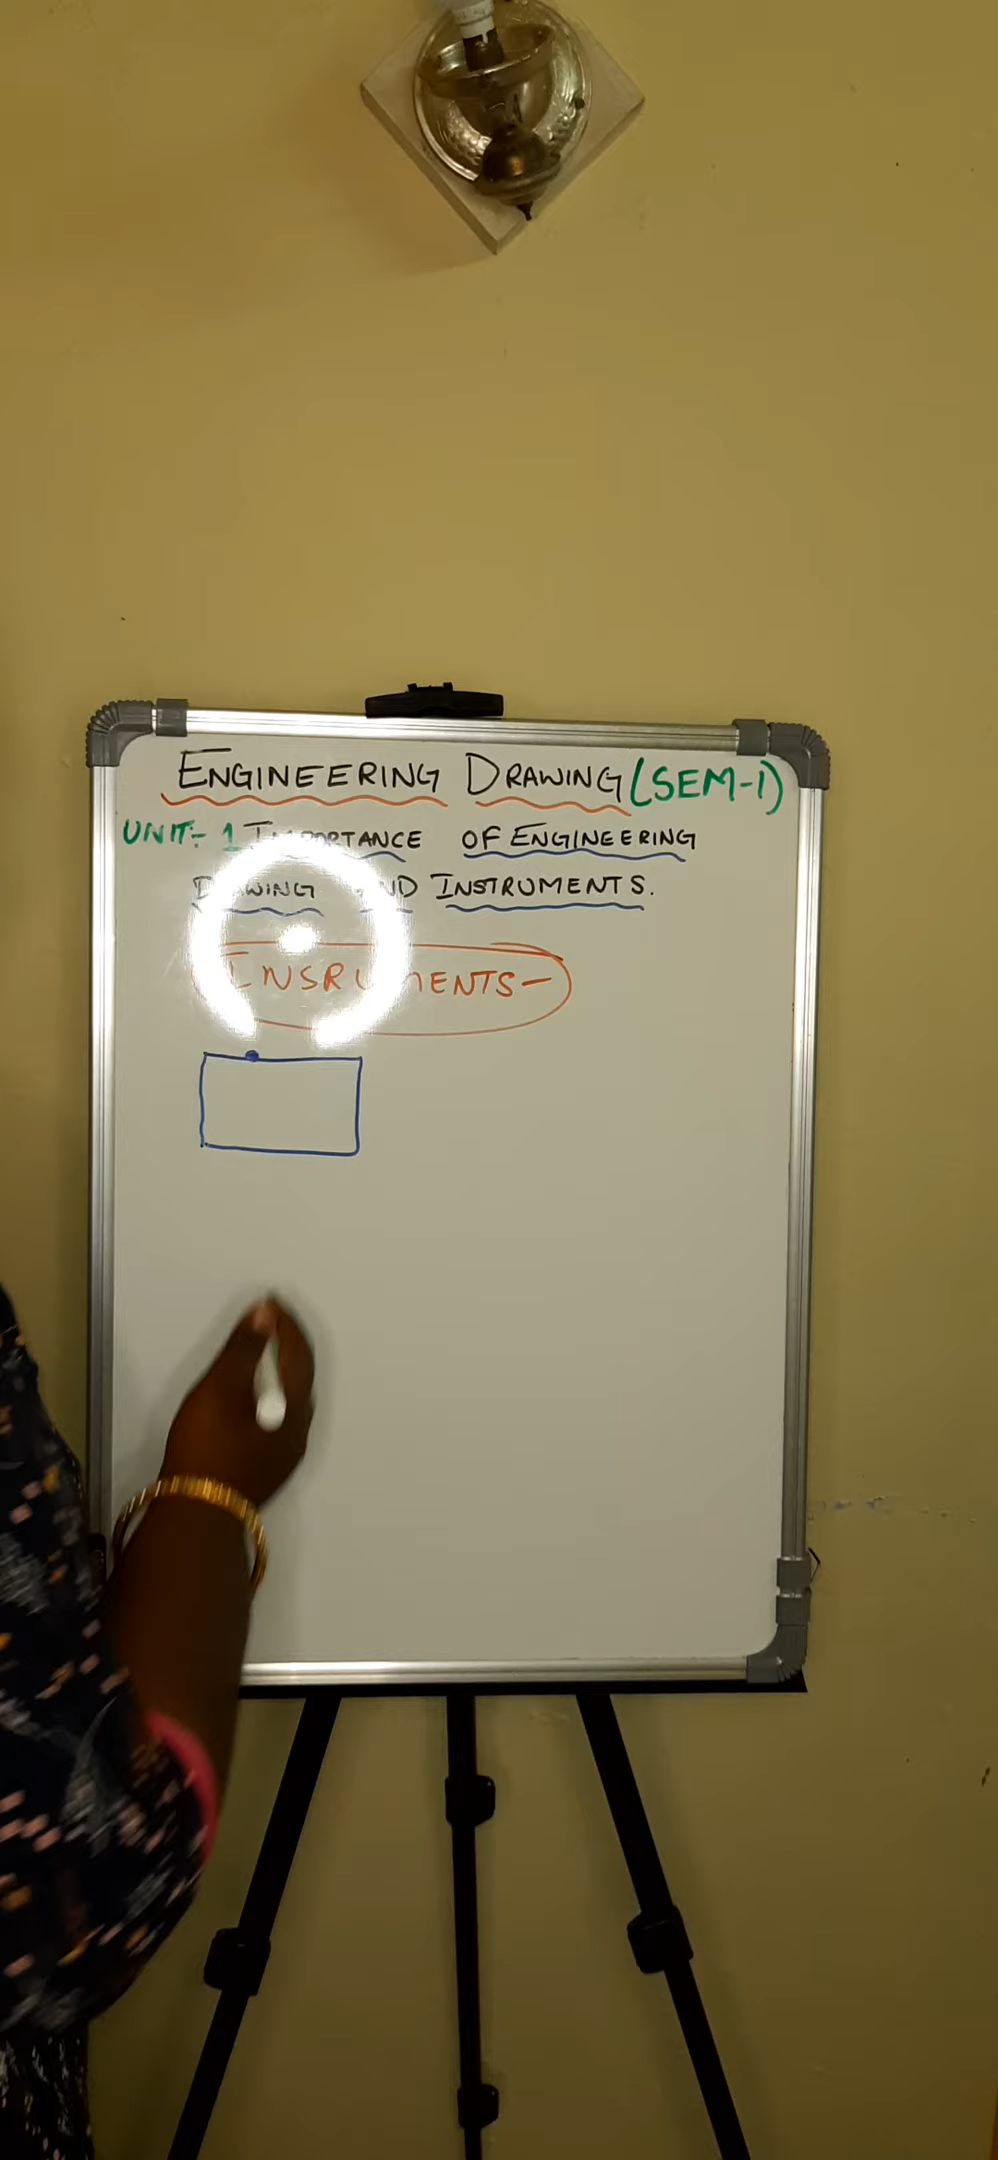 ENGINEERING DRAWING (SEM-1)
UNIT:- 1 IMPORTANCE OF ENGINEERING
DRAWING AND INSTRUMENTS.
INSRUMENTS-